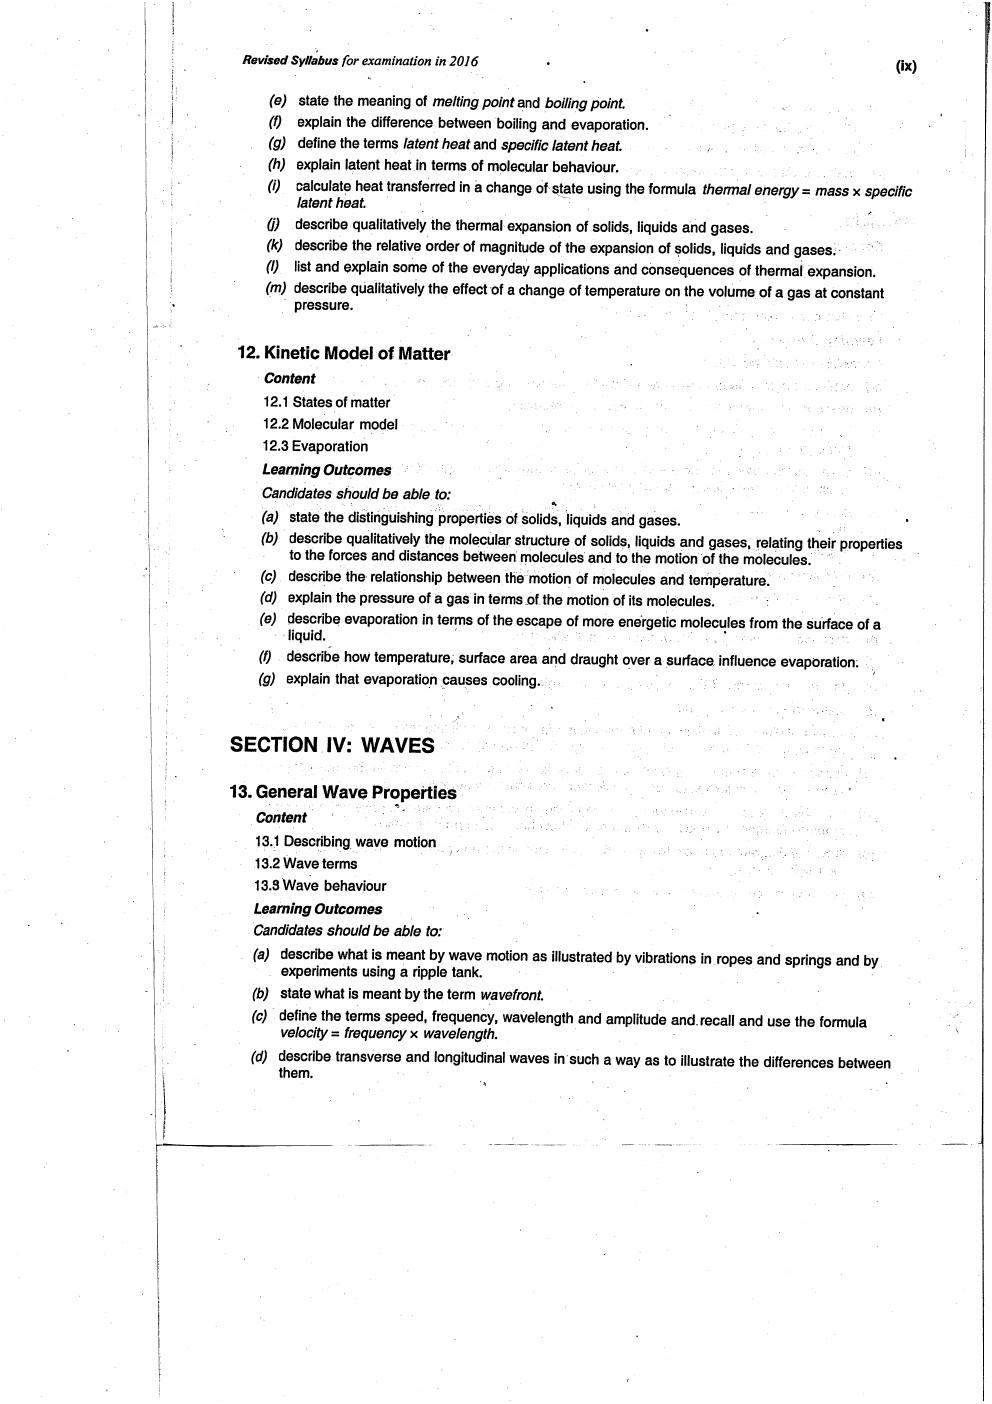 Revised Syllabus for examination in 2016
(ix)
(e) state the meaning of melting point and boiling point.
(f) explain the difference between boiling and evaporation.
(g) define the terms latent heat and specific latent heat.
(h) explain latent heat in terms of molecular behaviour.
(i) calculate heat transferred in a change of state using the formula thermal energy = mass x specific
latent heat.
(j) describe qualitatively the thermal expansion of solids, liquids and gases.
(k) describe the relative order of magnitude of the expansion of solids, liquids and gases.
(l) list and explain some of the everyday applications and consequences of thermal expansion.
(m) describe qualitatively the effect of a change of temperature on the volume of a gas at constant
pressure.
12. Kinetic Model of Matter
Content
12.1 States of matter
12.2 Molecular model
12.3 Evaporation
Learning Outcomes
Candidates should be able to:
(a) state the distinguishing properties of solids, liquids and gases.
(b) describe qualitatively the molecular structure of solids, liquids and gases, relating their properties
to the forces and distances between molecules and to the motion of the molecules.
(c) describe the relationship between the motion of molecules and temperature.
(d) explain the pressure of a gas in terms of the motion of its molecules.
(e) describe evaporation in terms of the escape of more energetic molecules from the surface of a
liquid.
(f) describe how temperature, surface area and draught over a surface influence evaporation.
(g) explain that evaporation causes cooling.
SECTION IV: WAVES
13. General Wave Properties
Content
13.1 Describing wave motion
13.2 Wave terms
13.3 Wave behaviour
Learning Outcomes
Candidates should be able to:
(a) describe what is meant by wave motion as illustrated by vibrations in ropes and springs and by
experiments using a ripple tank.
(b) state what is meant by the term wavefront.
(c) define the terms speed, frequency, wavelength and amplitude and recall and use the formula
velocity = frequency x wavelength.
(d) describe transverse and longitudinal waves in such a way as to illustrate the differences between
them.